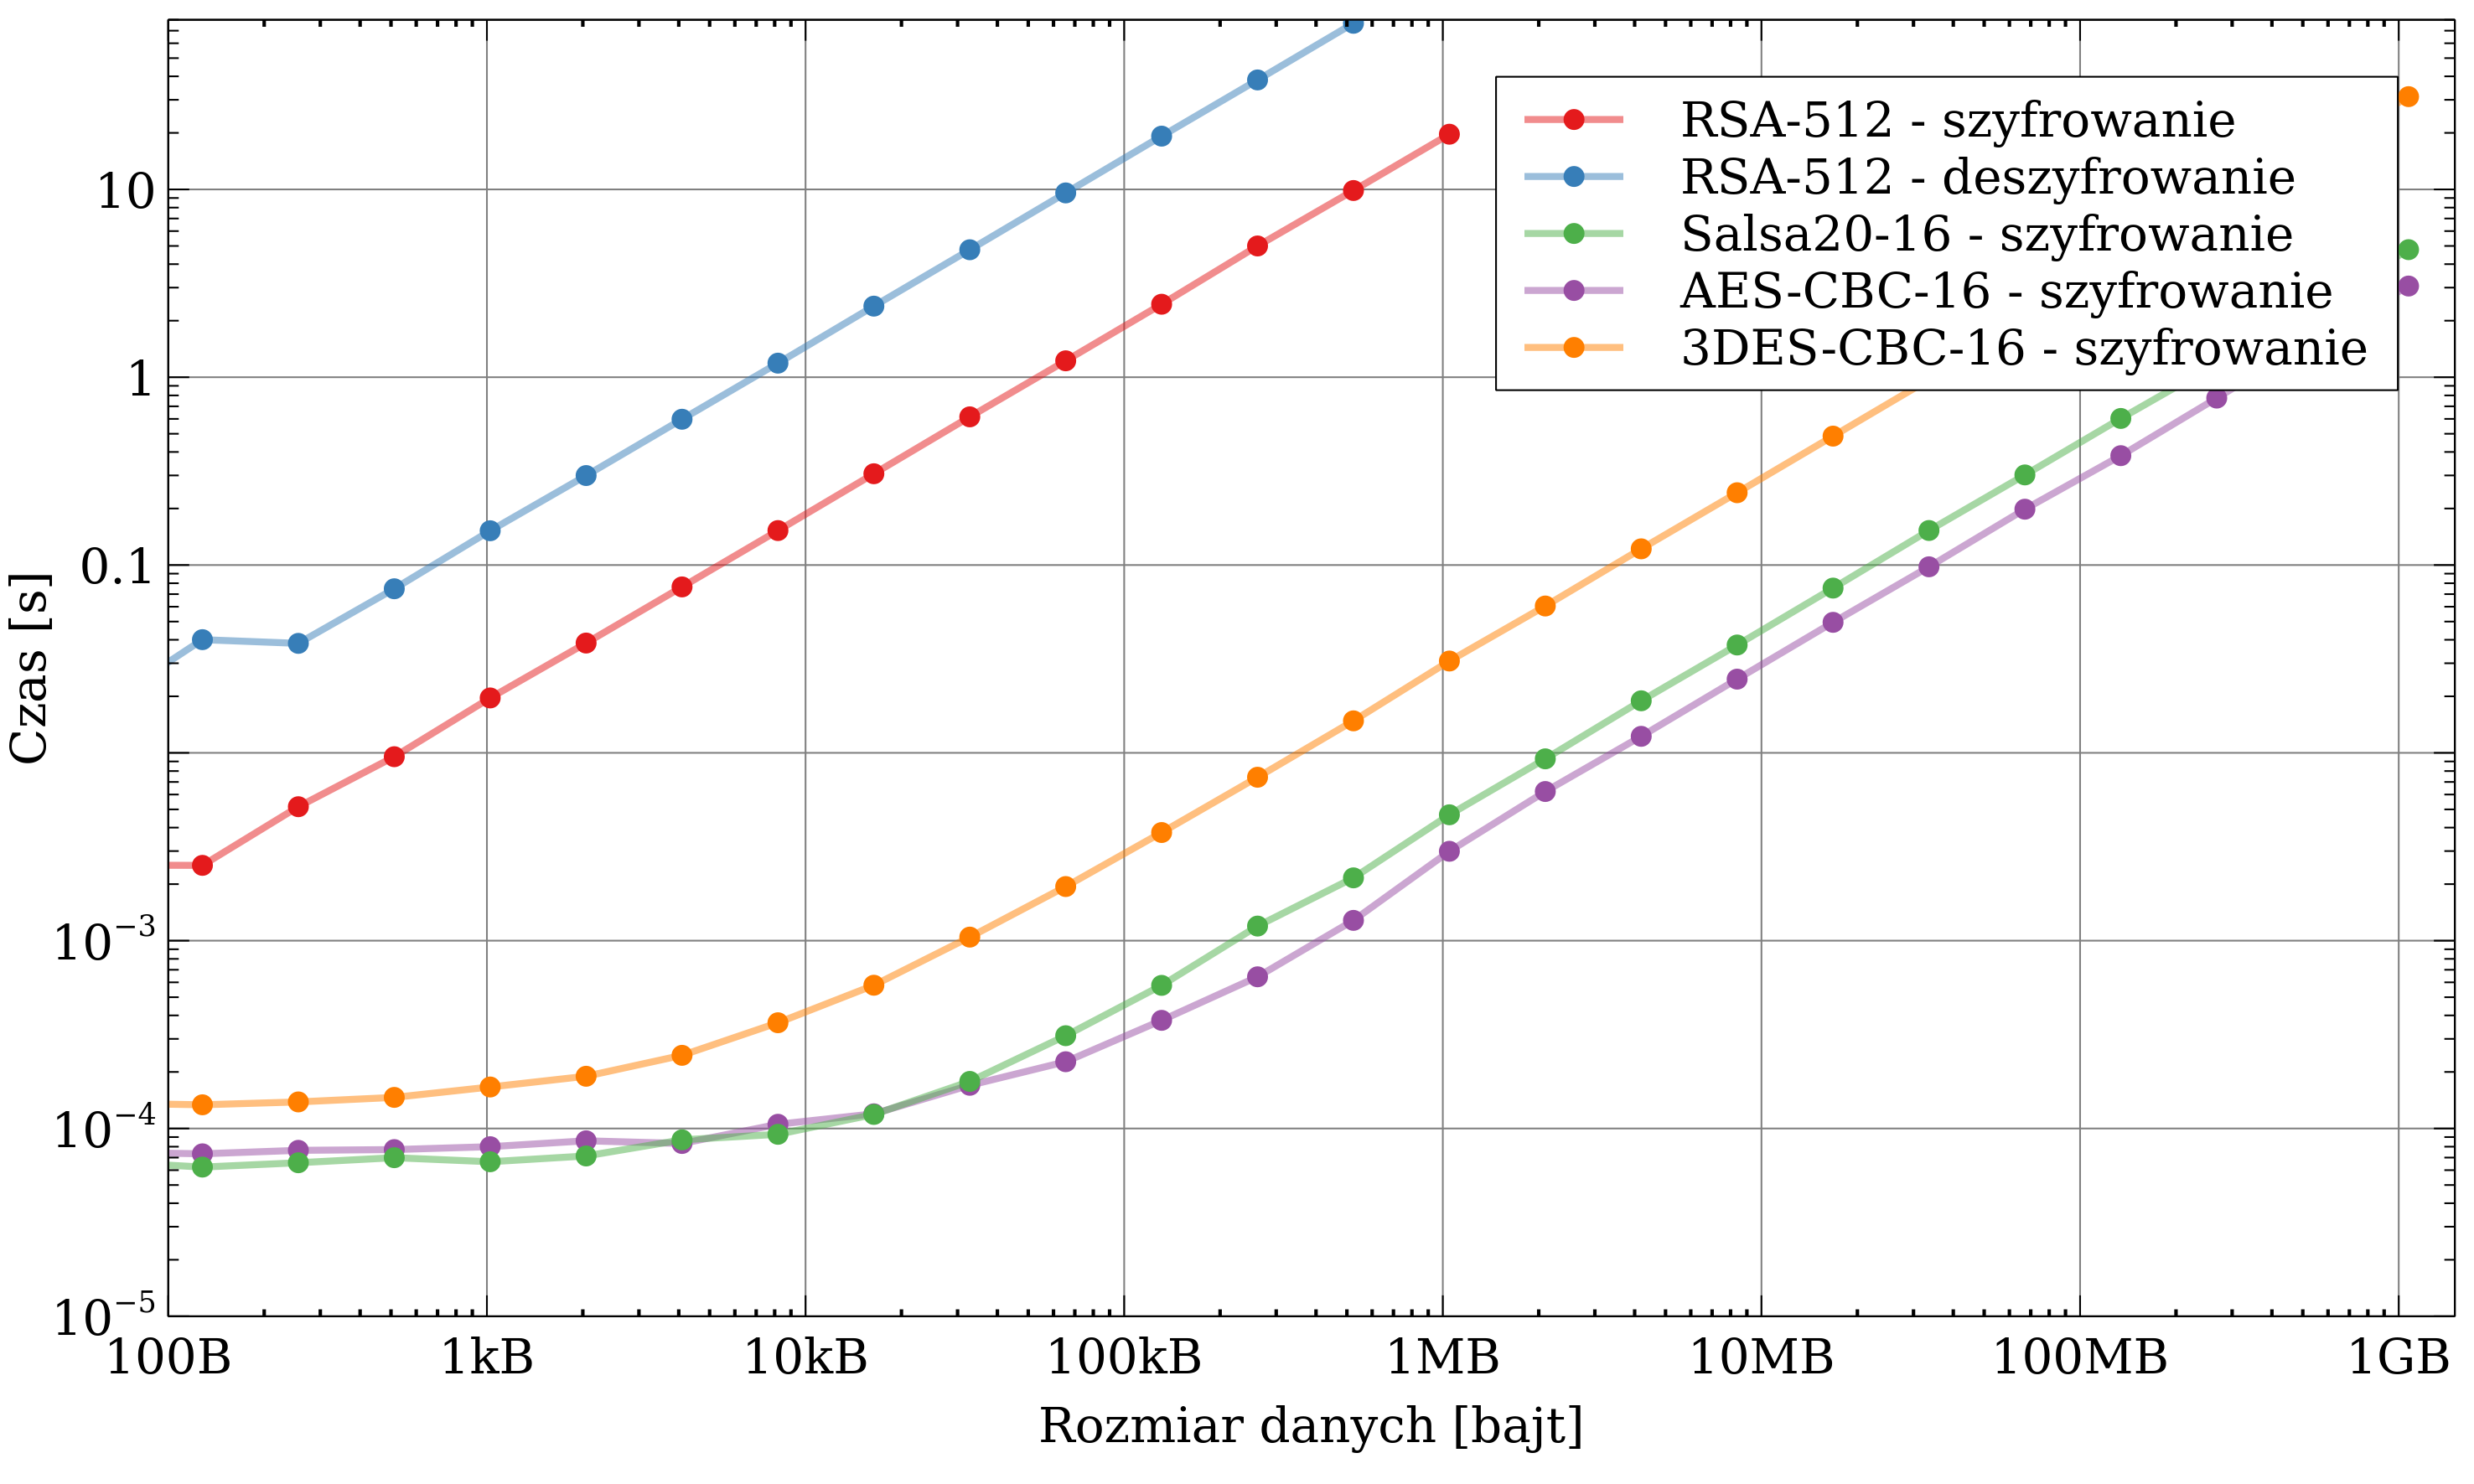 RSA-512 - szyfrowanie
RSA-512 - deszyfrowanie
Salsa20-16 - szyfrowanie
AES-CBC-16 - szyfrowanie
3DES-CBC-16 - szyfrowanie
10
1
0.1
10⁻³
10⁻⁴
10⁻⁵
Czas [s]
100B 1kB 10kB 100kB 1MB 10MB 100MB 1GB
Rozmiar danych [bajt]